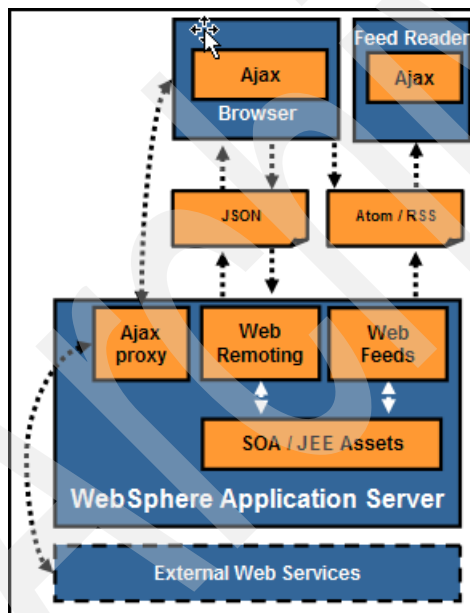 Feed Reader
Ajax
Ajax
Browser
JSON
Atom / RSS
Ajax
proxy
Web
Remoting
Web
Feeds
SOA / JEE Assets
WebSphere Application Server
External Web Services